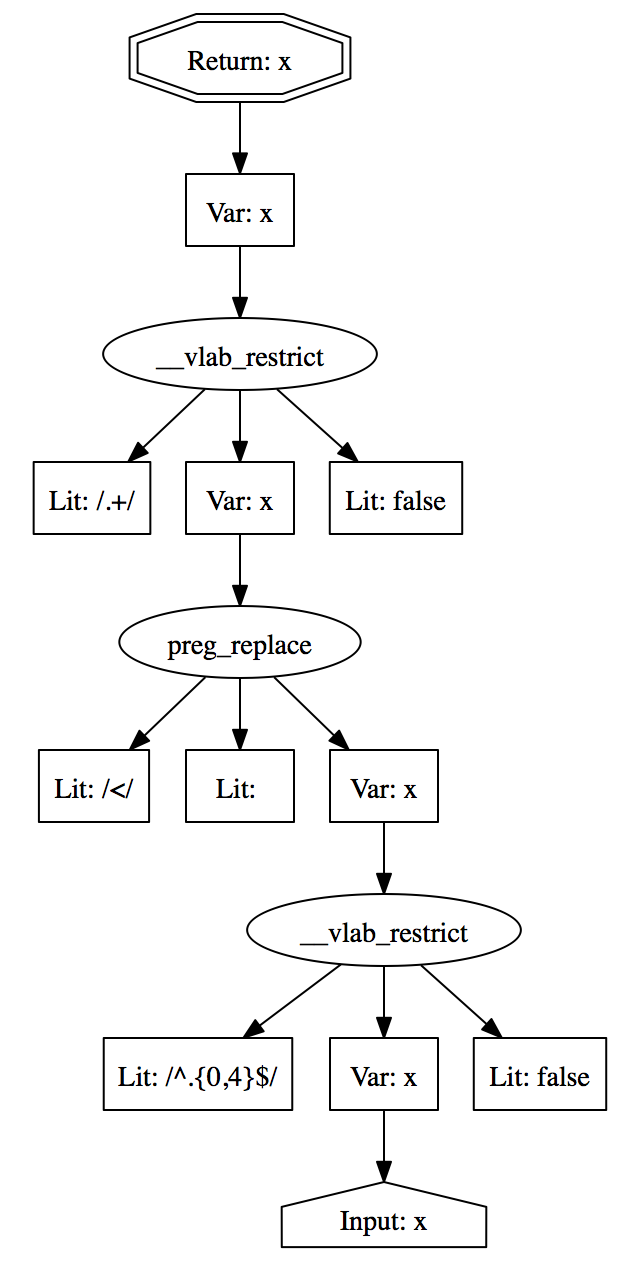 Return: x
Var: x
__vlab_restrict
Lit: /.+/
Var: x
Lit: false
preg_replace
Lit: /</
Lit:
Var: x
__vlab_restrict
Lit: /^.{0,4}$/
Var: x
Lit: false
Input: x